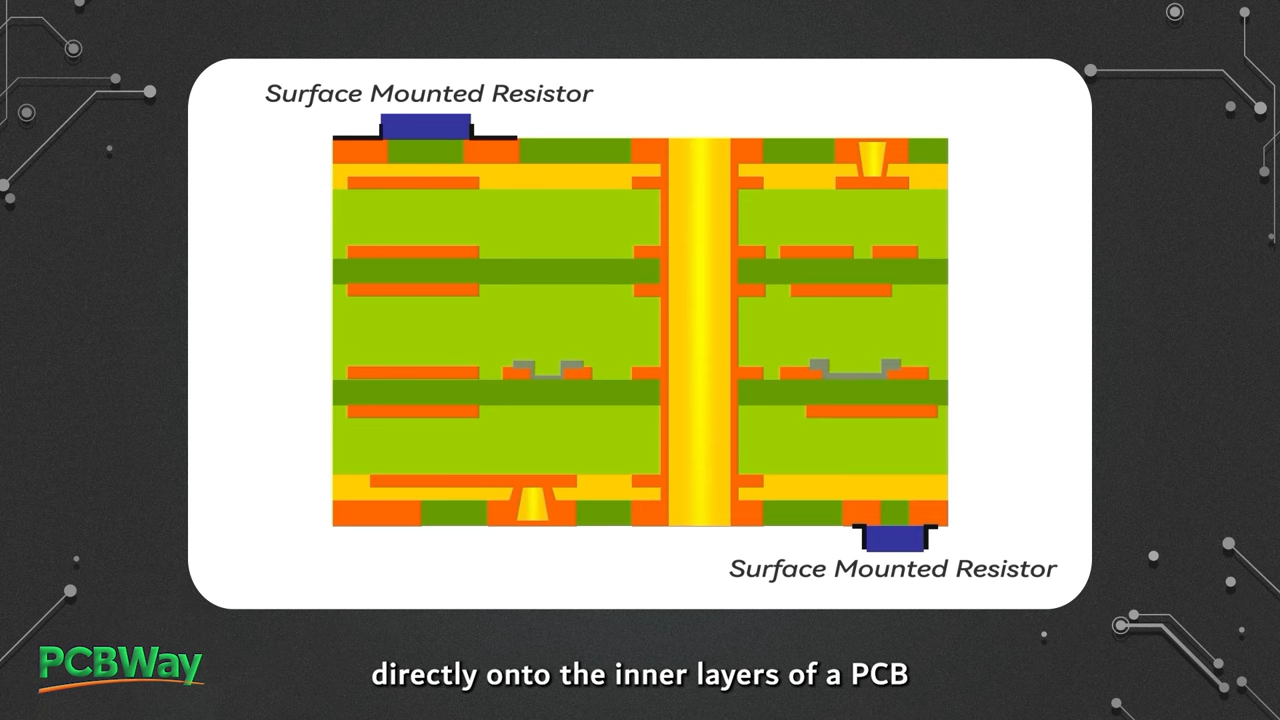 Surface Mounted Resistor
Surface Mounted Resistor
PCBWay
directly onto the inner layers of a PCB